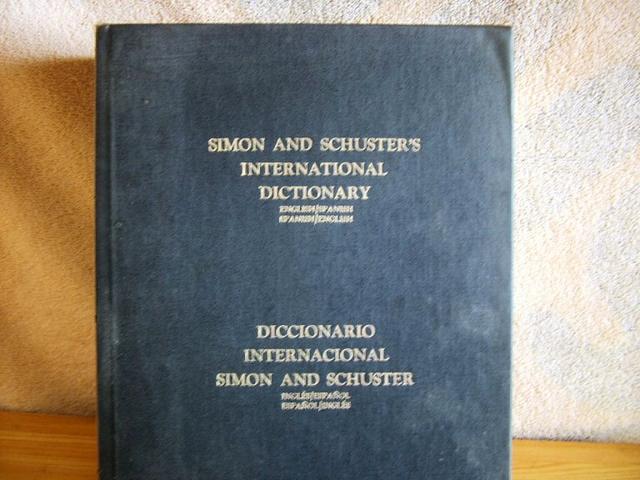 SIMON AND SCHUSTER'S
INTERNATIONAL
DICTIONARY
ENGLISH/SPANISH
SPANISH/ENGLISH
DICCIONARIO
INTERNACIONAL
SIMON AND SCHUSTER
INGLÉS/ESPAÑOL
ESPAÑOL/INGLÉS